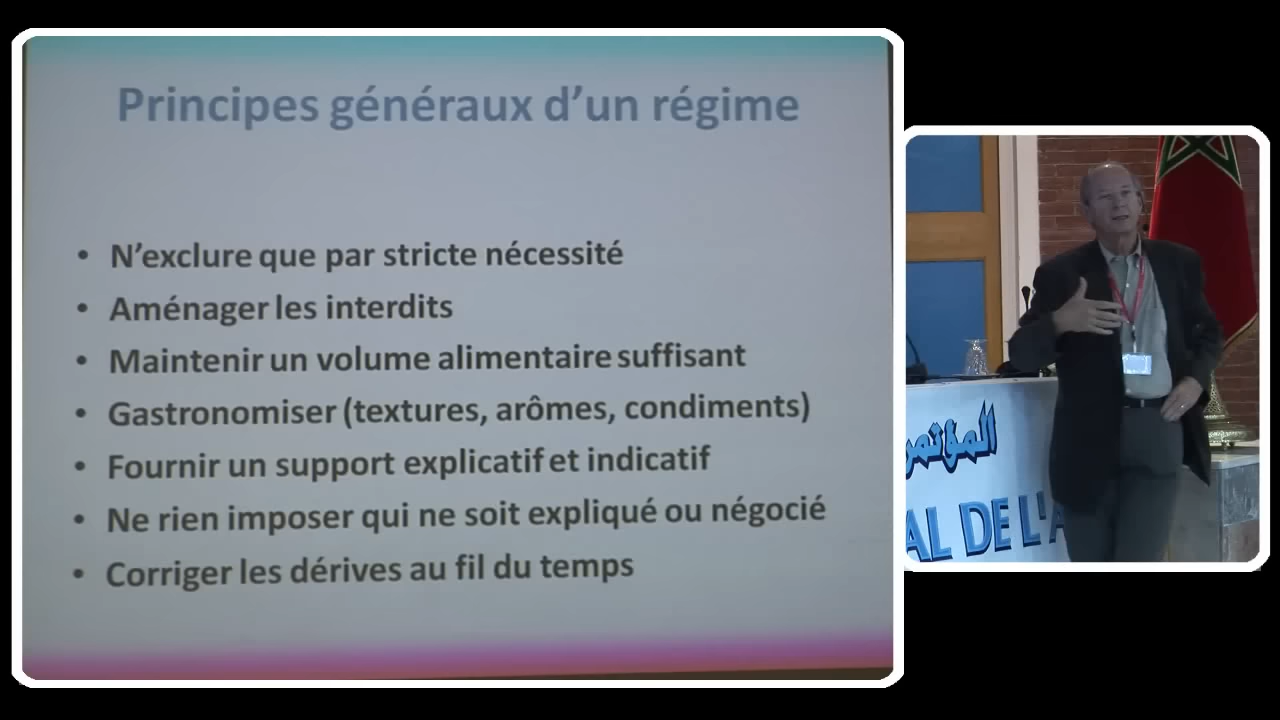 Principes généraux d’un régime
• N’exclure que par stricte nécessité
• Aménager les interdits
• Maintenir un volume alimentaire suffisant
• Gastronomiser (textures, arômes, condiments)
• Fournir un support explicatif et indicatif
• Ne rien imposer qui ne soit expliqué ou négocié
• Corriger les dérives au fil du temps
المؤتمر
AL DE L'A